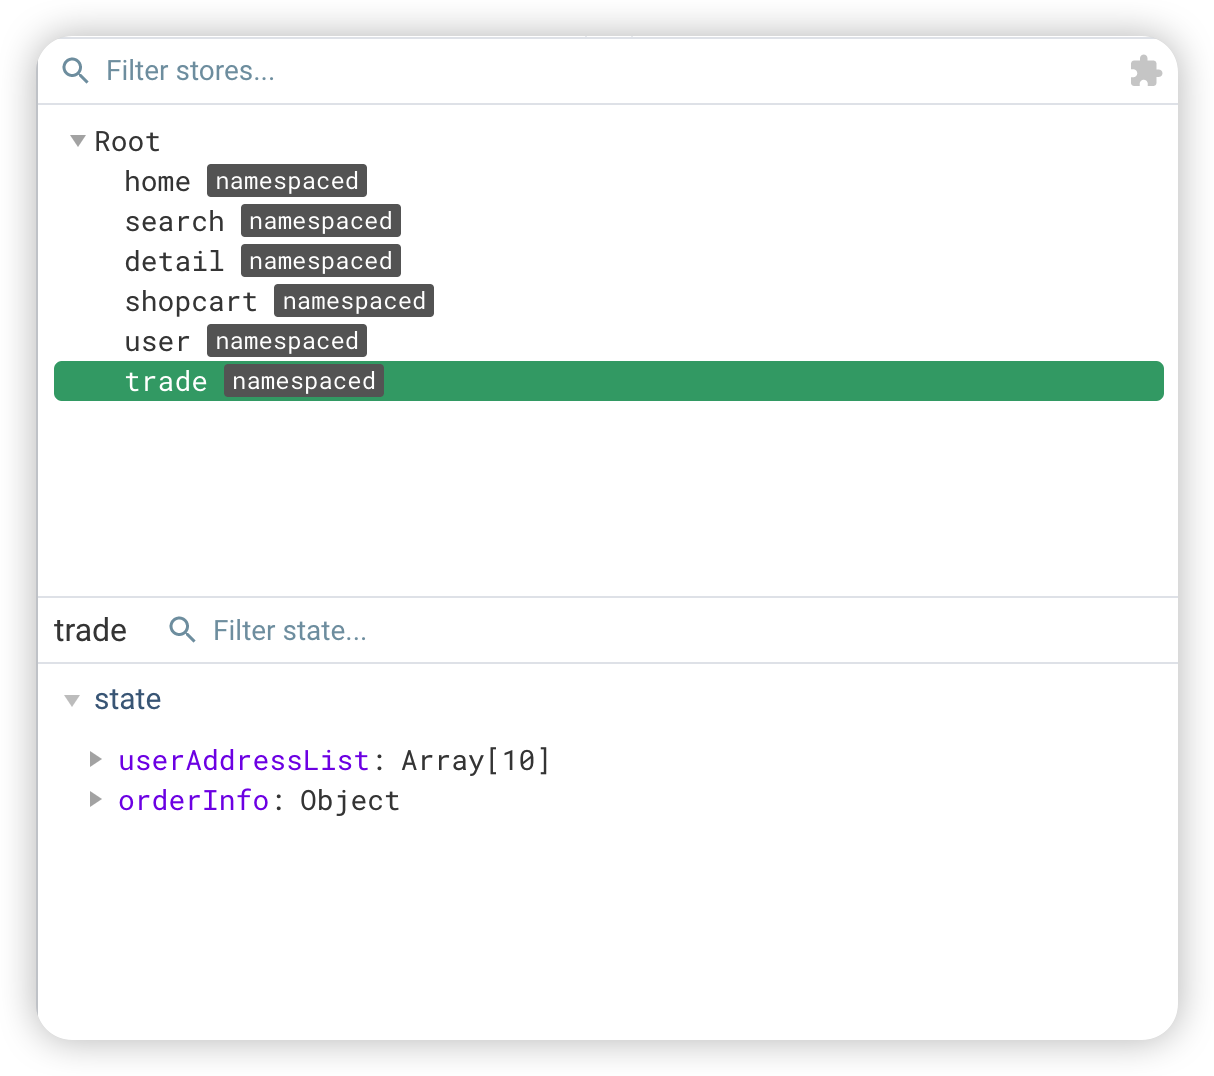 Filter stores...
Root
home namespaced
search namespaced
detail namespaced
shopcart namespaced
user namespaced
trade namespaced
trade Filter state...
state
userAddressList: Array[10]
orderInfo: Object